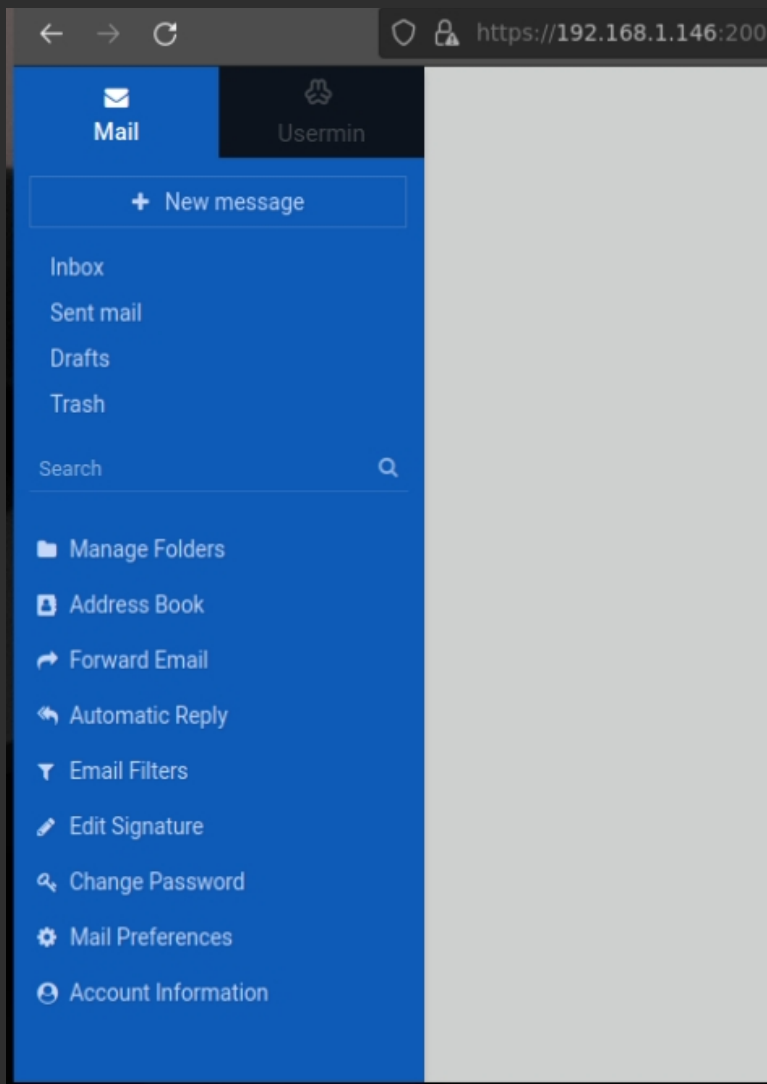 https://192.168.1.146:200
Mail
Usermin
New message
Inbox
Sent mail
Drafts
Trash
Search
Manage Folders
Address Book
Forward Email
Automatic Reply
Email Filters
Edit Signature
Change Password
Mail Preferences
Account Information